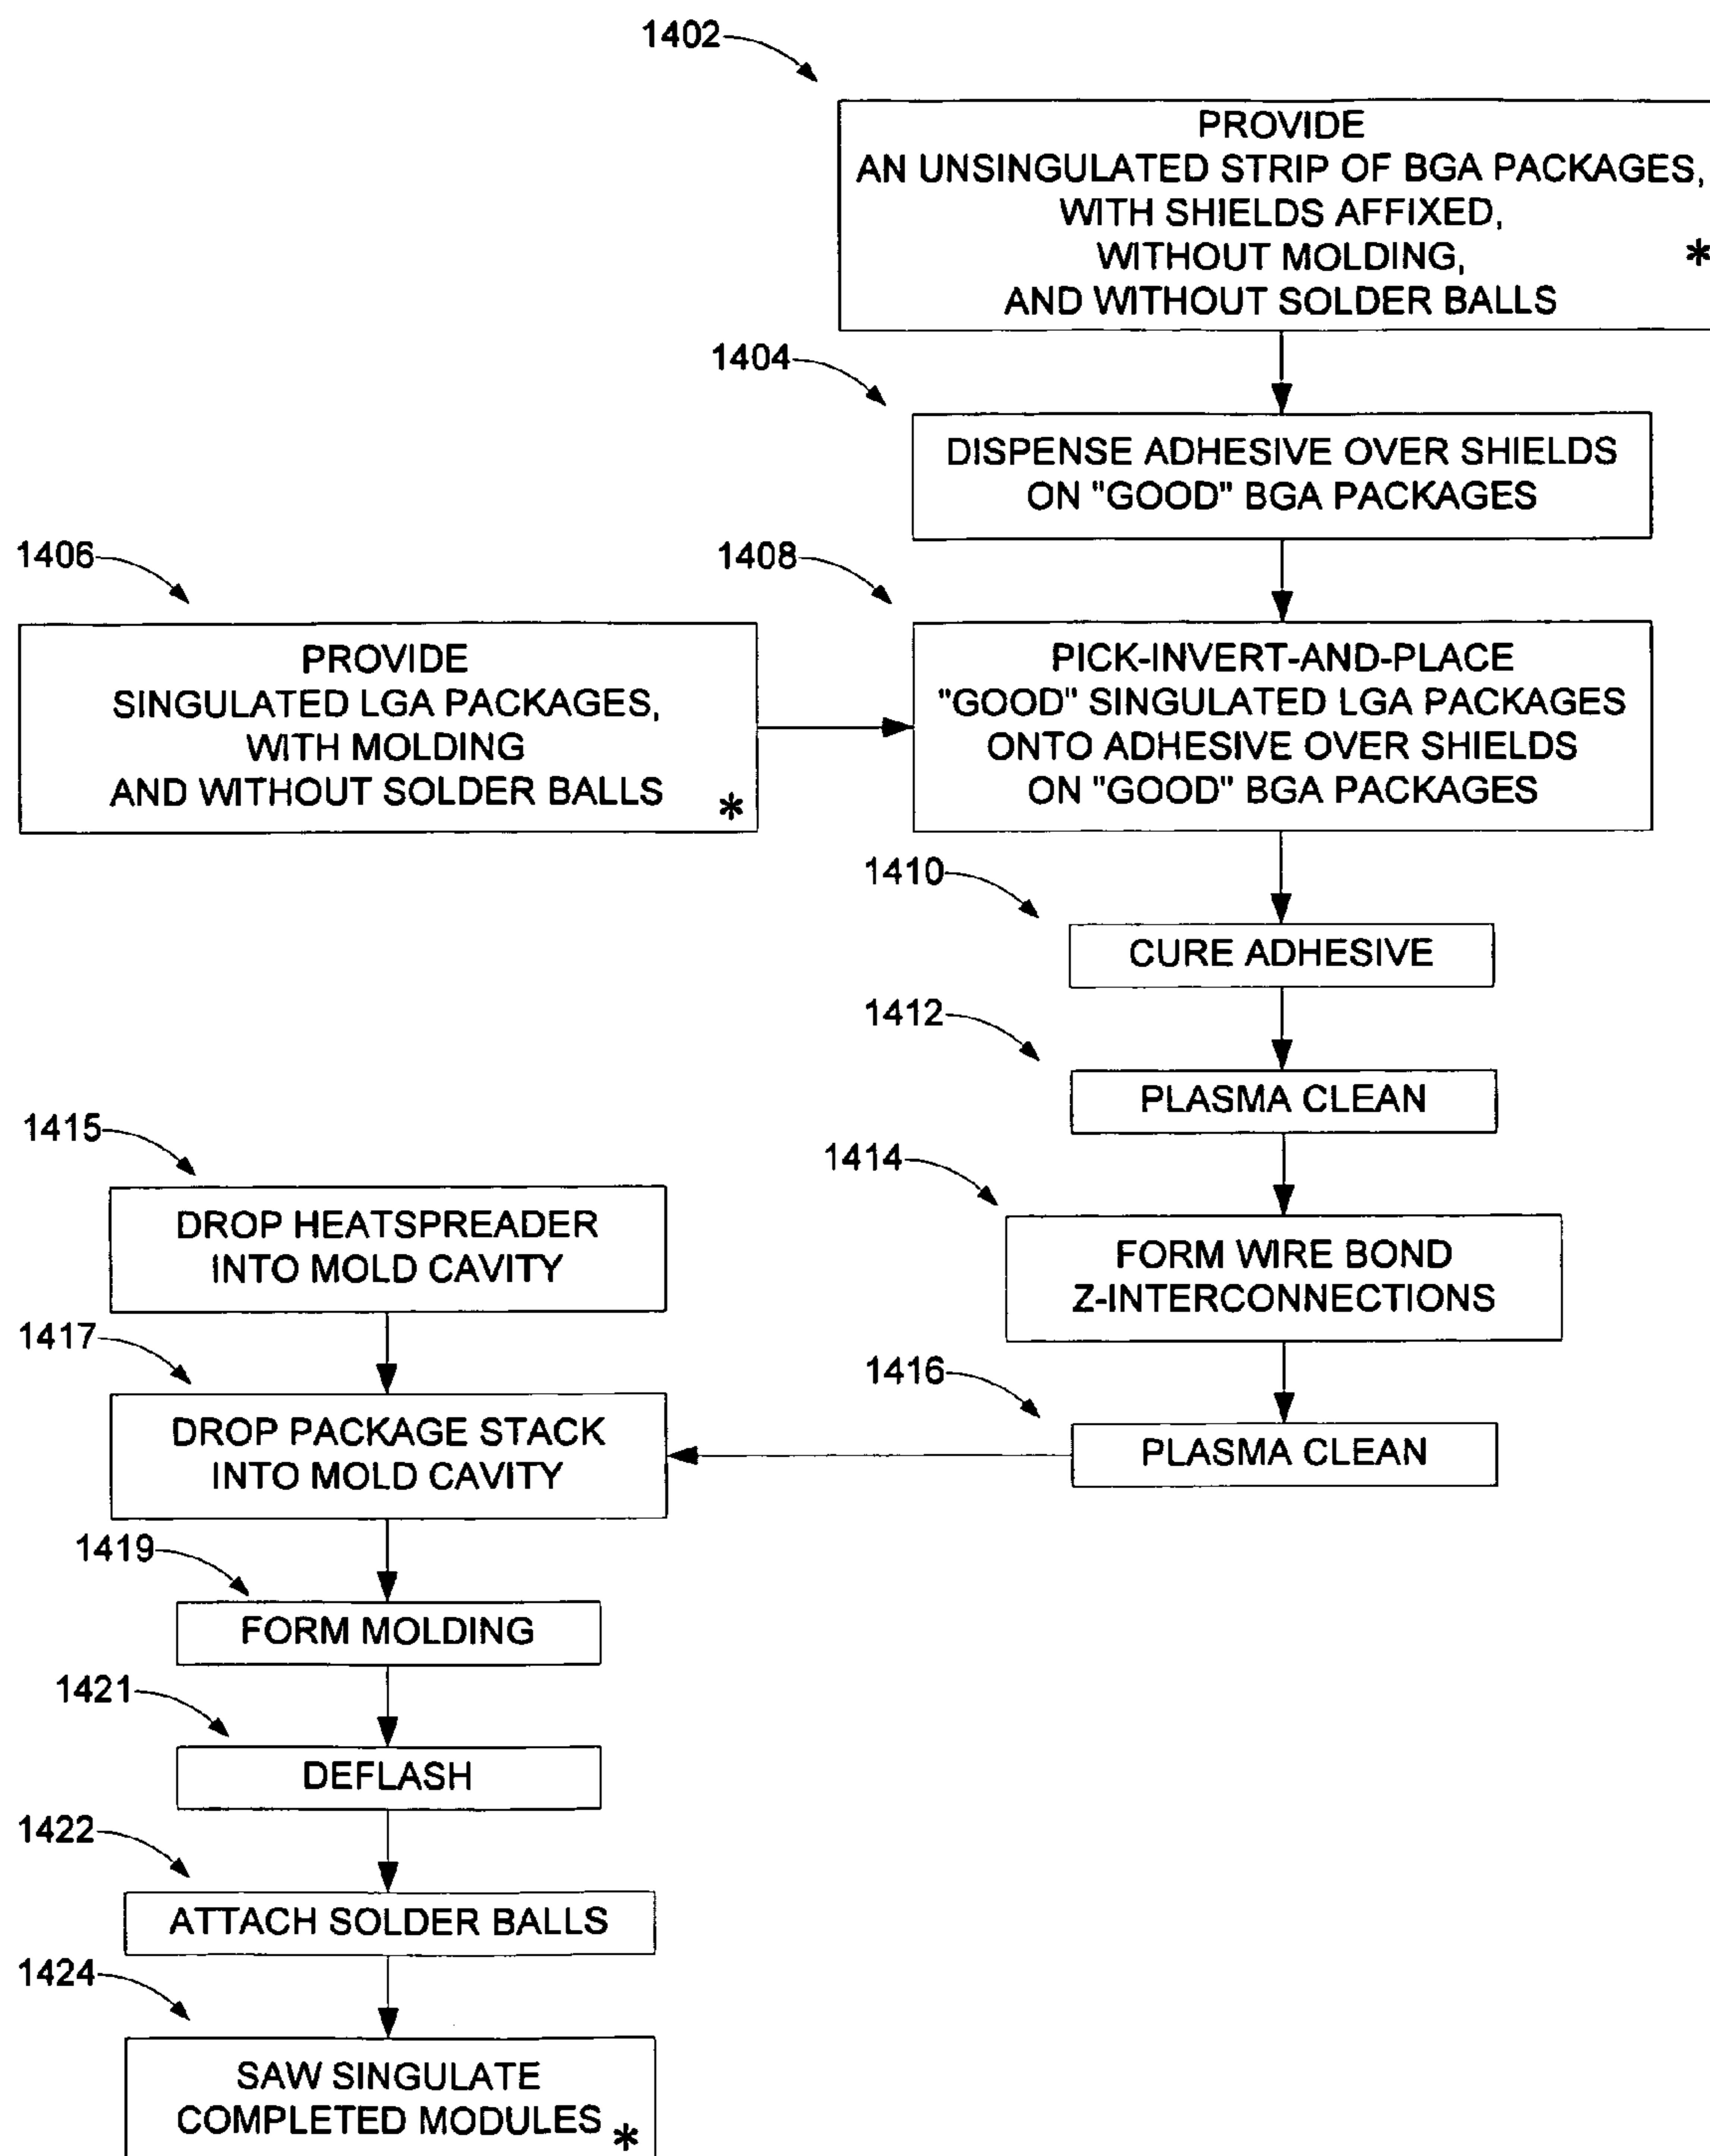 1402
PROVIDE
AN UNSINGULATED STRIP OF BGA PACKAGES,
WITH SHIELDS AFFIXED,
WITHOUT MOLDING,
AND WITHOUT SOLDER BALLS
*
1404
DISPENSE ADHESIVE OVER SHIELDS
ON "GOOD" BGA PACKAGES
1406
PROVIDE
SINGULATED LGA PACKAGES,
WITH MOLDING
AND WITHOUT SOLDER BALLS
*
1408
PICK-INVERT-AND-PLACE
"GOOD" SINGULATED LGA PACKAGES
ONTO ADHESIVE OVER SHIELDS
ON "GOOD" BGA PACKAGES
1410
CURE ADHESIVE
1412
PLASMA CLEAN
1414
FORM WIRE BOND
Z-INTERCONNECTIONS
1416
PLASMA CLEAN
1415
DROP HEATSPREADER
INTO MOLD CAVITY
1417
DROP PACKAGE STACK
INTO MOLD CAVITY
1419
FORM MOLDING
1421
DEFLASH
1422
ATTACH SOLDER BALLS
1424
SAW SINGULATE
COMPLETED MODULES
*